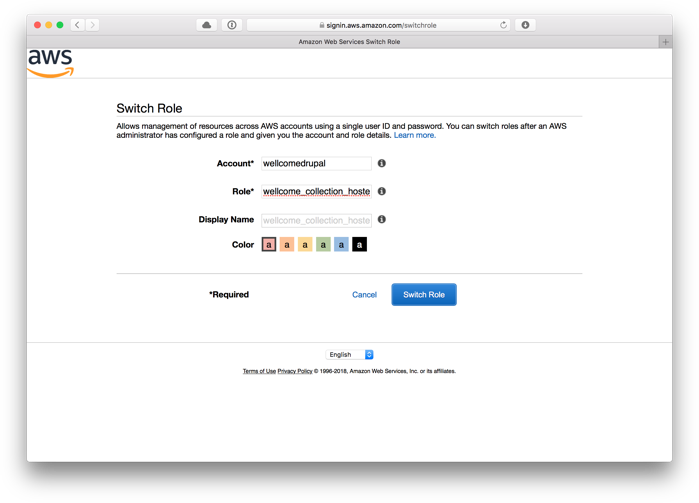 signin.aws.amazon.com/switchrole
Amazon Web Services Switch Role
aws
Switch Role
Allows management of resources across AWS accounts using a single user ID and password. You can switch roles after an AWS
administrator has configured a role and given you the account and role details. Learn more.
Account* wellcomedrupal
Role* wellcome_collection_hoste
Display Name wellcome_collection_hoste
Color a a a a a a
*Required Cancel Switch Role
English
Terms of Use Privacy Policy © 1996-2018, Amazon Web Services, Inc. or its affiliates.